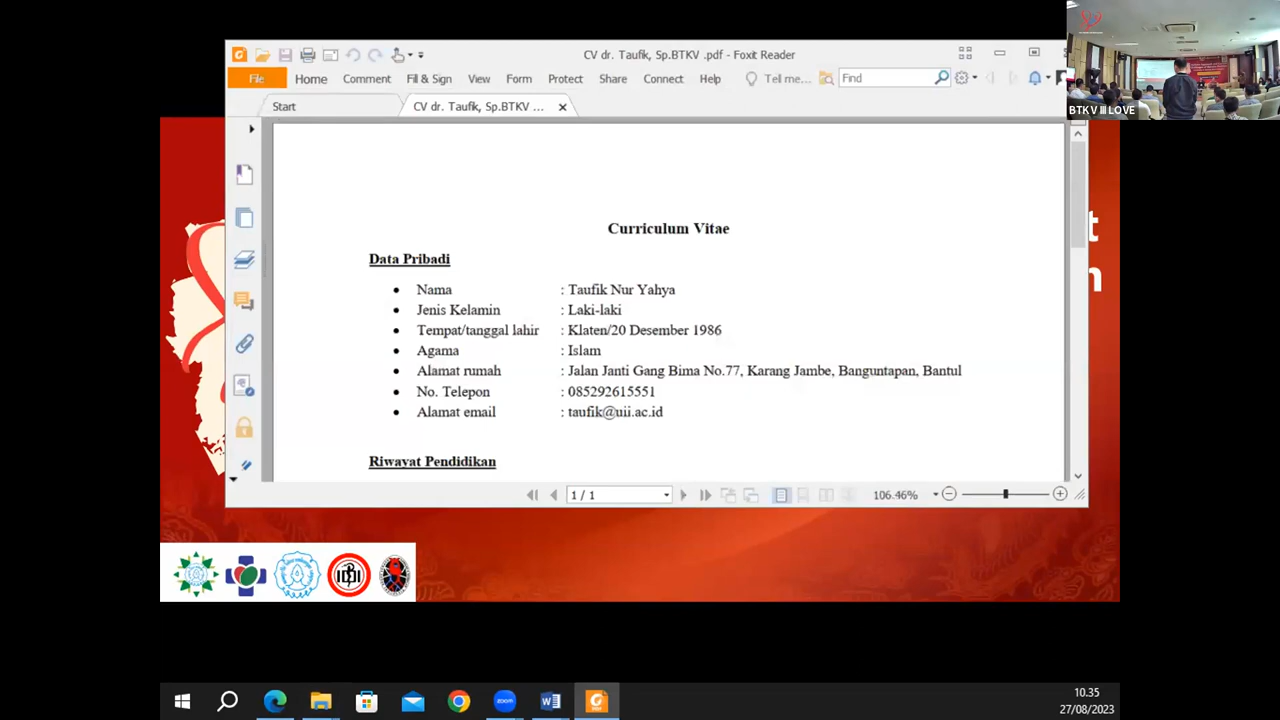 CV dr. Taufik, Sp.BTKV .pdf - Foxit Reader
File Home Comment Fill & Sign View Form Protect Share Connect Help Tell me... Find
Start CV dr. Taufik, Sp.BTKV ...
BTKV III LOVE
Curriculum Vitae
Data Pribadi
• Nama : Taufik Nur Yahya
• Jenis Kelamin : Laki-laki
• Tempat/tanggal lahir : Klaten/20 Desember 1986
• Agama : Islam
• Alamat rumah : Jalan Janti Gang Bima No.77, Karang Jambe, Banguntapan, Bantul
• No. Telepon : 085292615551
• Alamat email : taufik@uii.ac.id
Riwayat Pendidikan
1 / 1
106.46%
IDI
zoom
10.35
27/08/2023